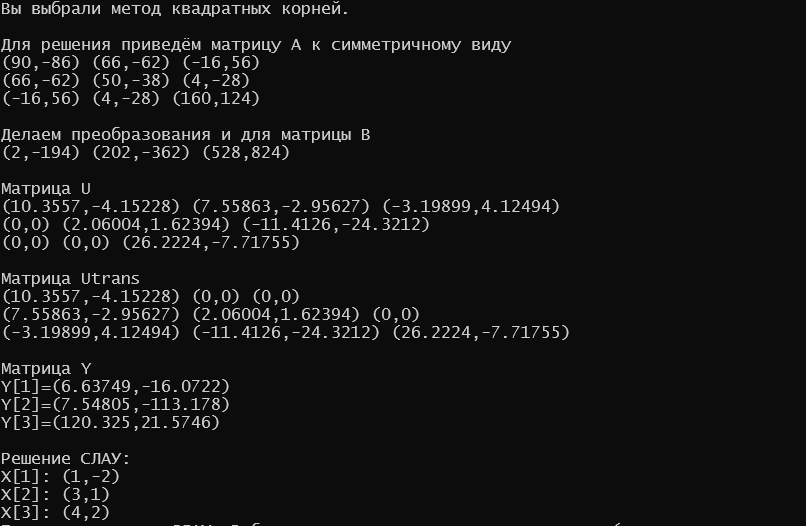 Вы выбрали метод квадратных корней.
Для решения приведём матрицу А к симметричному виду
(90,-86) (66,-62) (-16,56)
(66,-62) (50,-38) (4,-28)
(-16,56) (4,-28) (160,124)
Делаем преобразования и для матрицы В
(2,-194) (202,-362) (528,824)
Матрица U
(10.3557,-4.15228) (7.55863,-2.95627) (-3.19899,4.12494)
(0,0) (2.06004,1.62394) (-11.4126,-24.3212)
(0,0) (0,0) (26.2224,-7.71755)
Матрица Utrans
(10.3557,-4.15228) (0,0) (0,0)
(7.55863,-2.95627) (2.06004,1.62394) (0,0)
(-3.19899,4.12494) (-11.4126,-24.3212) (26.2224,-7.71755)
Матрица Y
Y[1]=(6.63749,-16.0722)
Y[2]=(7.54805,-113.178)
Y[3]=(120.325,21.5746)
Решение СЛАУ:
X[1]: (1,-2)
X[2]: (3,1)
X[3]: (4,2)